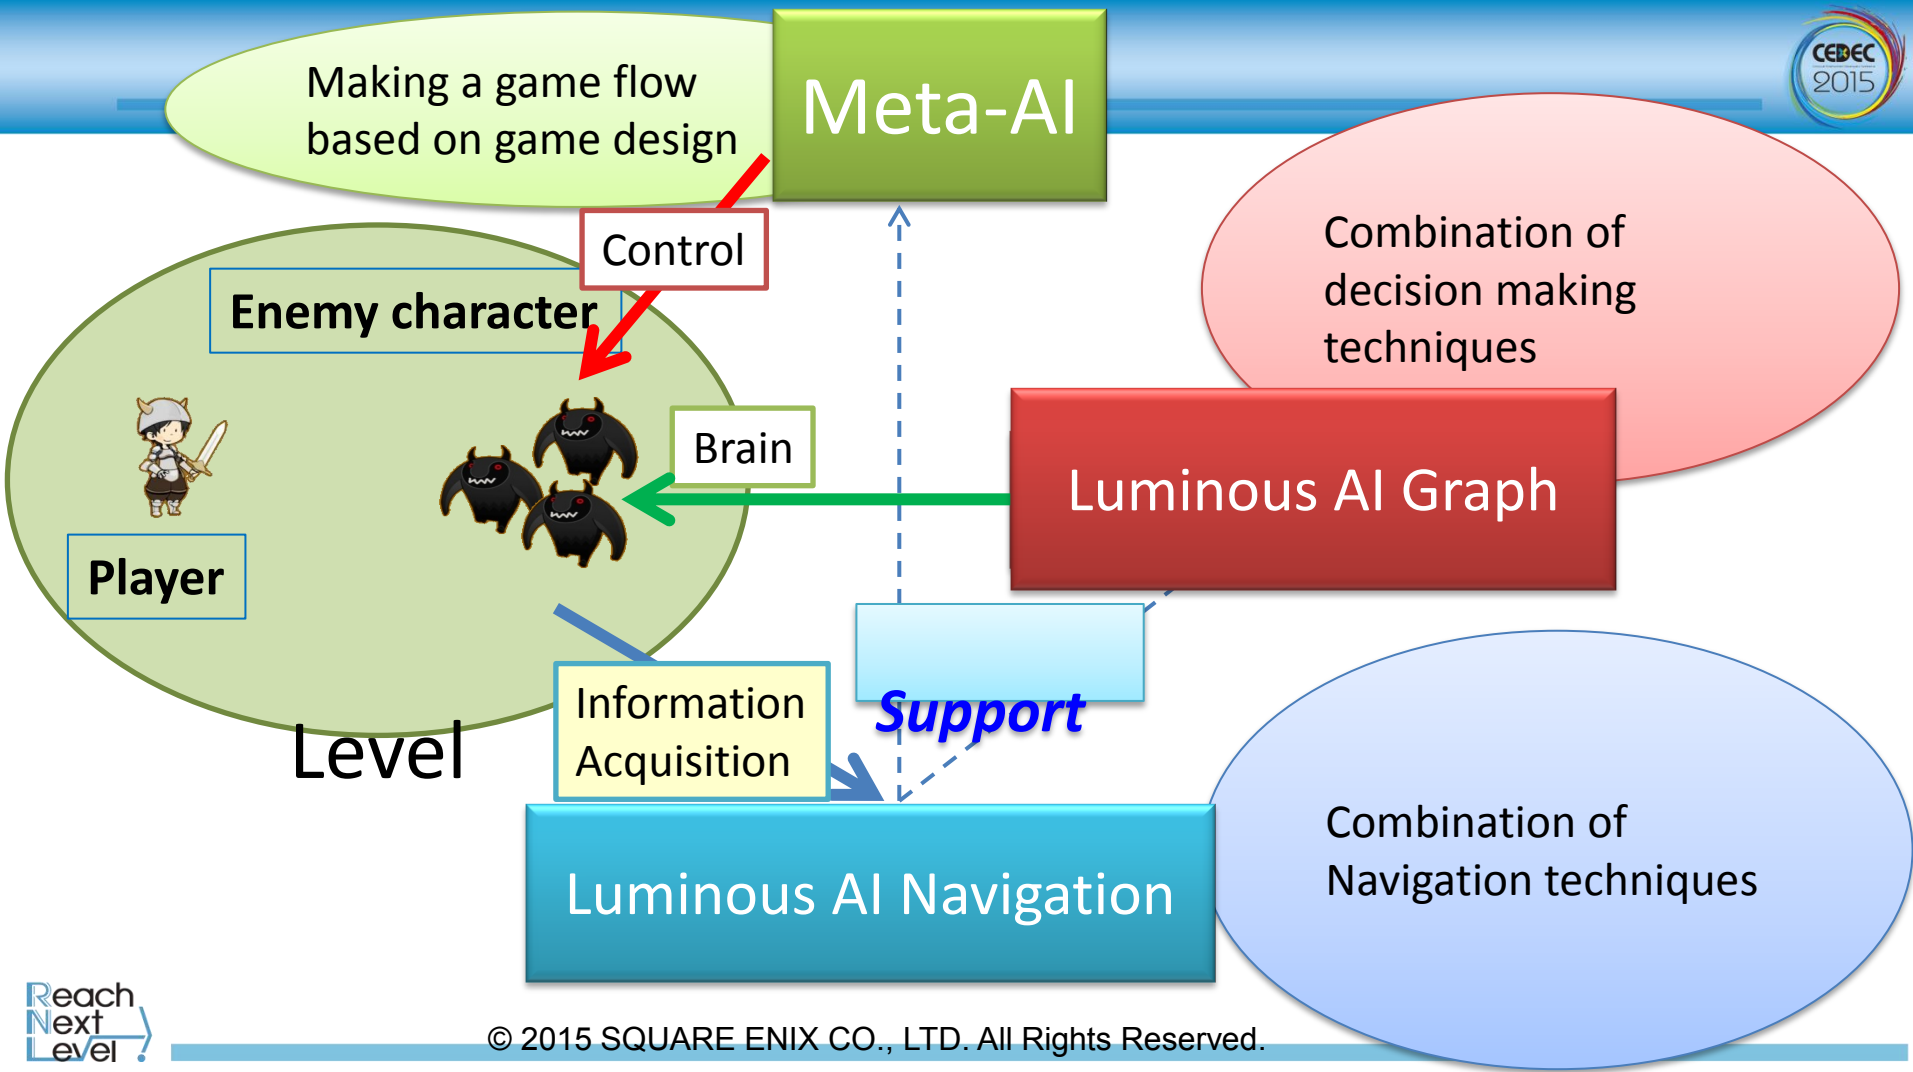 Making a game flow
based on game design
Meta-AI
CEDEC
2015
Control
Combination of
decision making
techniques
Enemy character
Brain
Luminous AI Graph
Player
Information
Acquisition
Support
Level
Luminous AI Navigation
Combination of
Navigation techniques
Reach
Next
Level
© 2015 SQUARE ENIX CO., LTD. All Rights Reserved.